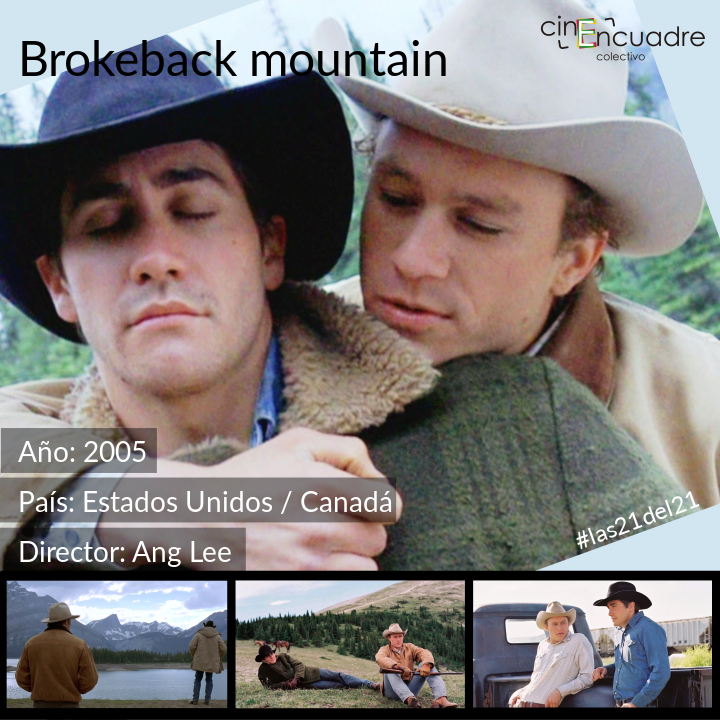 Brokeback mountain
cinEncuadre
colectivo
Año: 2005
País: Estados Unidos / Canadá
Director: Ang Lee
#las21del21